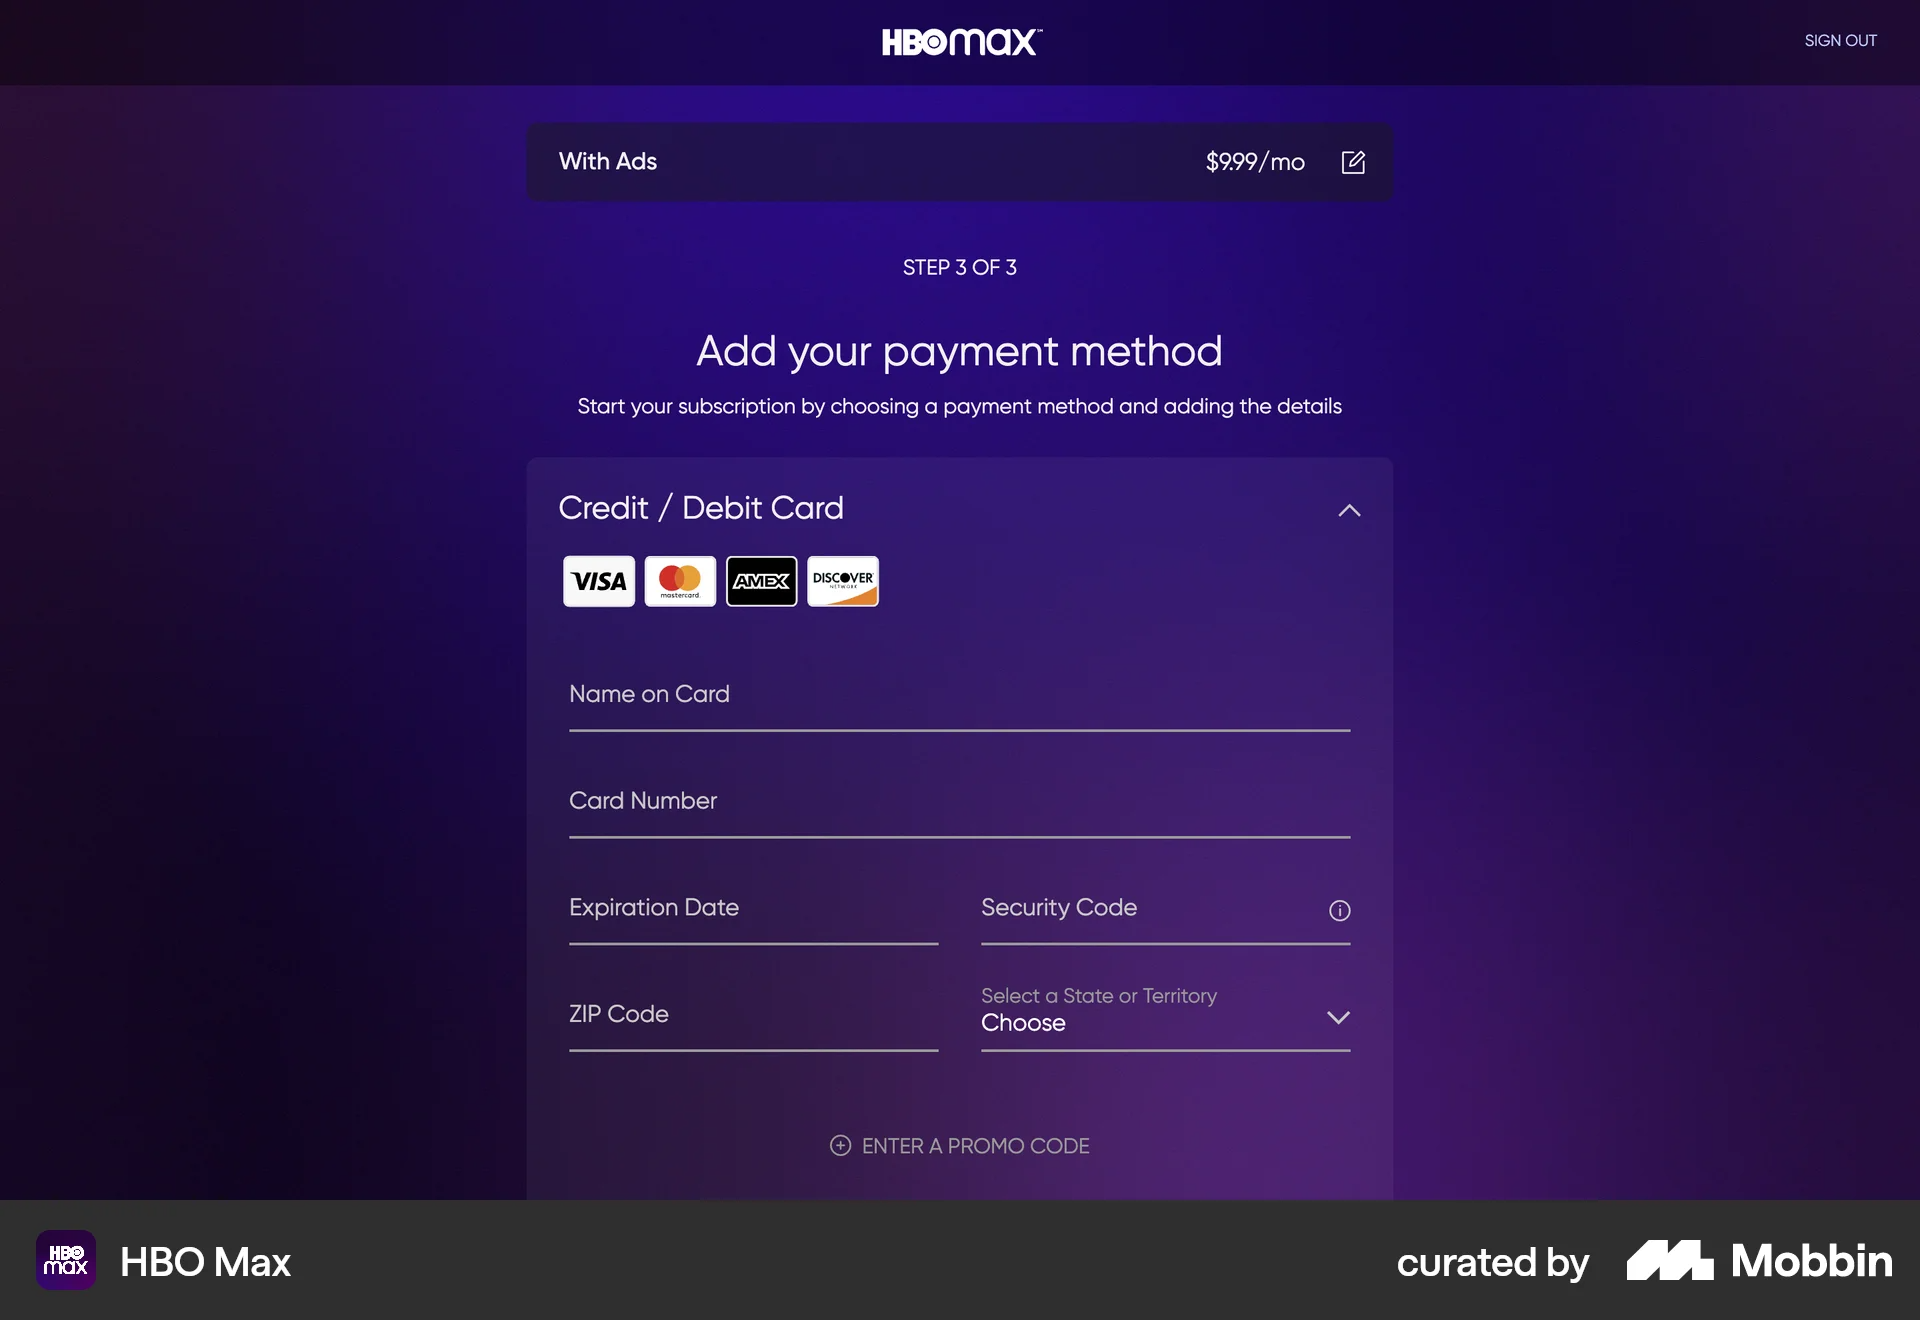 HBOmax™
SIGN OUT
With Ads
$9.99/mo
STEP 3 OF 3
Add your payment method
Start your subscription by choosing a payment method and adding the details
Credit / Debit Card
VISA
mastercard.
AMEX
DISCOVER
NETWORK
Name on Card
Card Number
Expiration Date
Security Code
ZIP Code
Select a State or Territory
Choose
ENTER A PROMO CODE
HBO
max
HBO Max
curated by
Mobbin